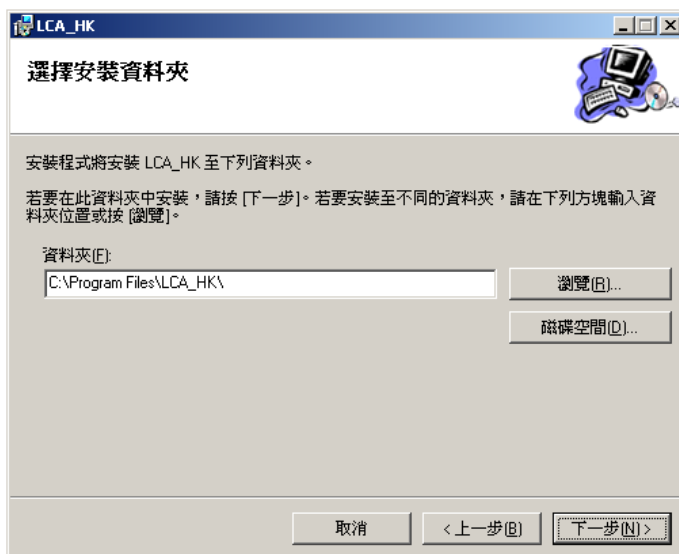 LCA_HK
選擇安裝資料夾
安裝程式將安裝 LCA_HK 至下列資料夾。
若要在此資料夾中安裝，請按 [下一步]。若要安裝至不同的資料夾，請在下列方塊輸入資
料夾位置或按 [瀏覽]。
資料夾(F):
C:\Program Files\LCA_HK\
瀏覽(R)...
磁碟空間(D)...
取消
<上一步(B)
下一步(N)>